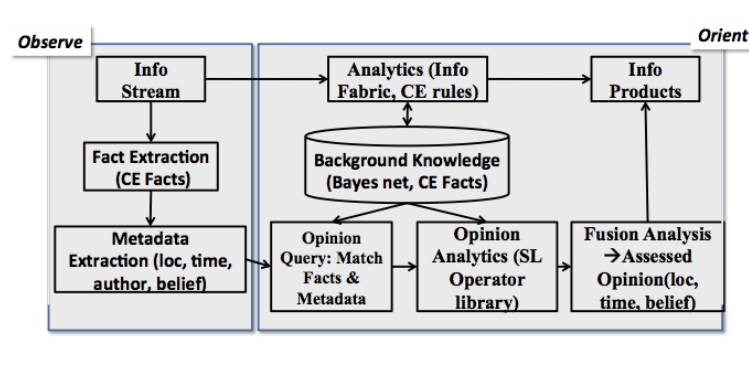 Observe
Orient
Info
Stream
Analytics (Info
Fabric, CE rules)
Info
Products
Fact Extraction
(CE Facts)
Background Knowledge
(Bayes net, CE Facts)
Metadata
Extraction (loc, time,
author, belief)
Opinion
Query: Match
Facts &
Metadata
Opinion
Analytics (SL
Operator
library)
Fusion Analysis
→Assessed
Opinion(loc,
time, belief)